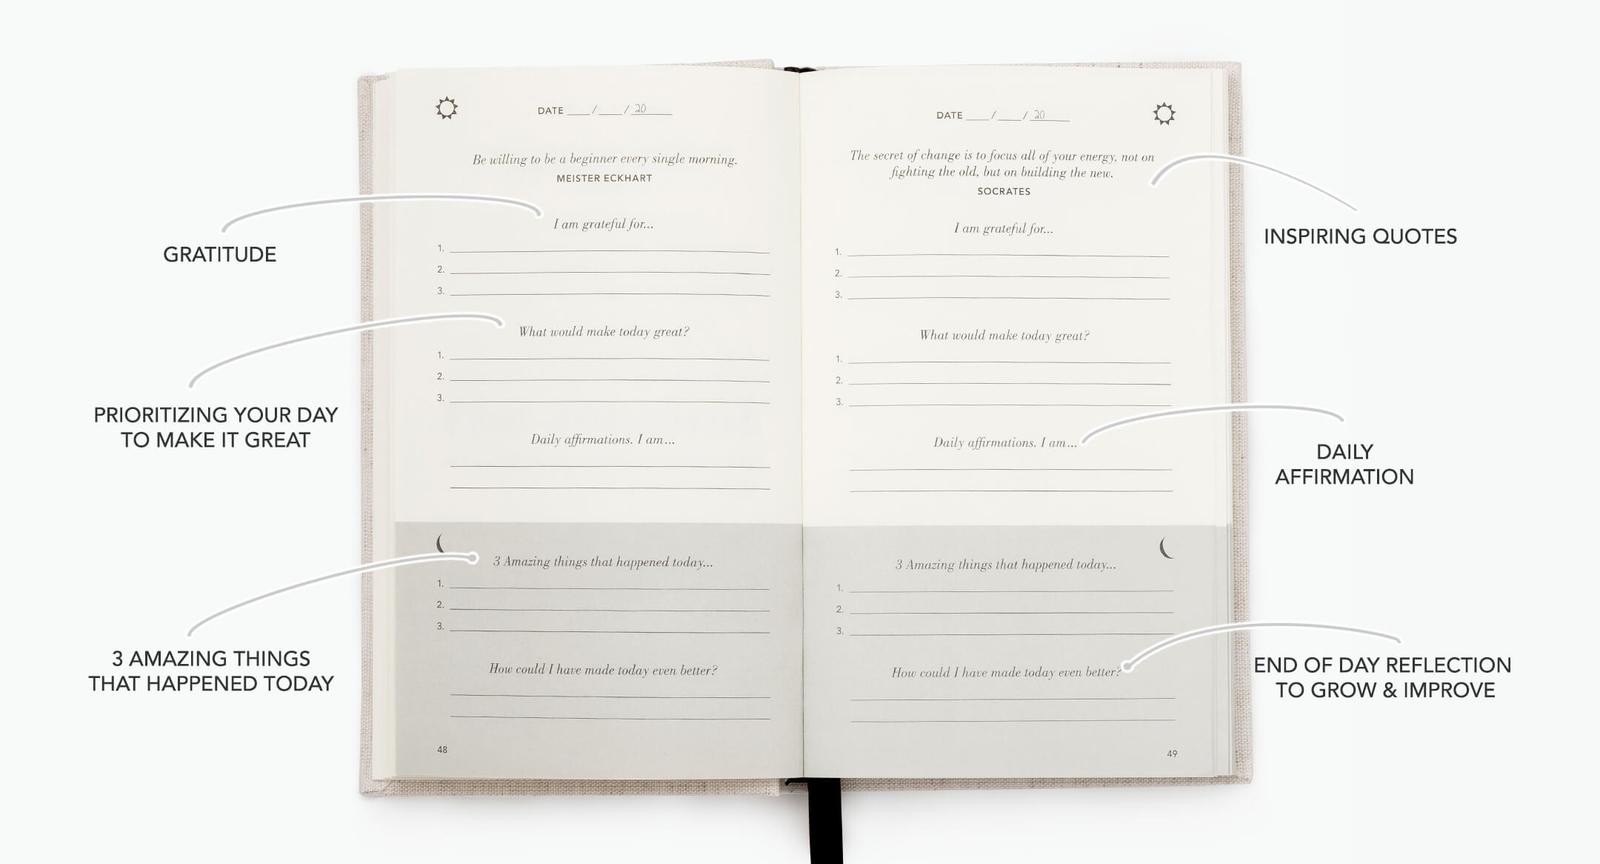 DATE ___/___/20___
Be willing to be a beginner every single morning.
MEISTER ECKHART
I am grateful for...
1.
2.
3.
What would make today great?
1.
2.
3.
Daily affirmations. I am...
3 Amazing things that happened today...
1.
2.
3.
How could I have made today even better?
48
DATE ___/___/20___
The secret of change is to focus all of your energy, not on
fighting the old, but on building the new.
SOCRATES
I am grateful for...
1.
2.
3.
What would make today great?
1.
2.
3.
Daily affirmations. I am...
3 Amazing things that happened today...
1.
2.
3.
How could I have made today even better?
49
GRATITUDE
PRIORITIZING YOUR DAY
TO MAKE IT GREAT
3 AMAZING THINGS
THAT HAPPENED TODAY
INSPIRING QUOTES
DAILY
AFFIRMATION
END OF DAY REFLECTION
TO GROW & IMPROVE